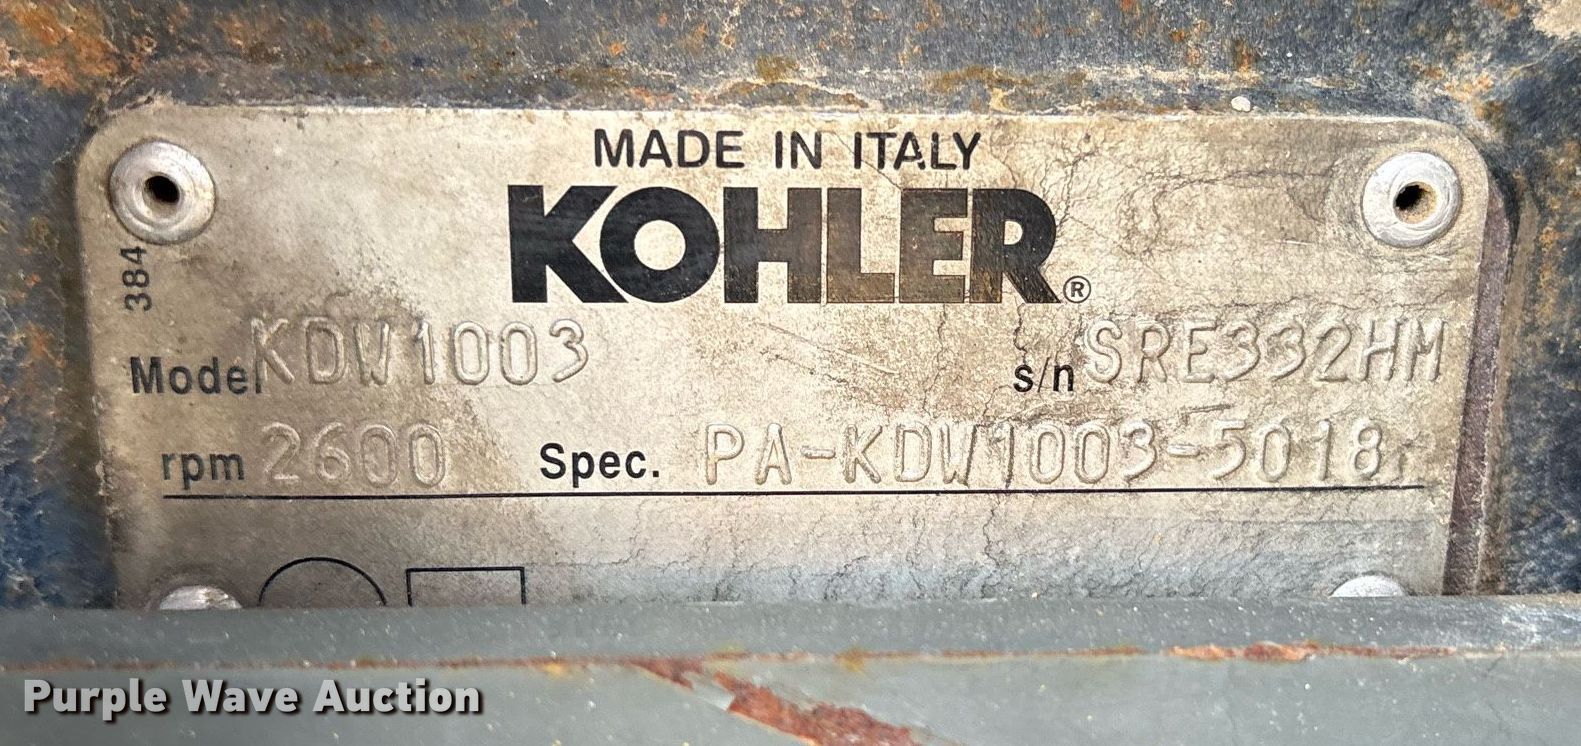 MADE IN ITALY
KOHLER®
384
Model KDW1003 s/n SRE332HM
rpm 2600 Spec. PA-KDW1003-5018
Purple Wave Auction